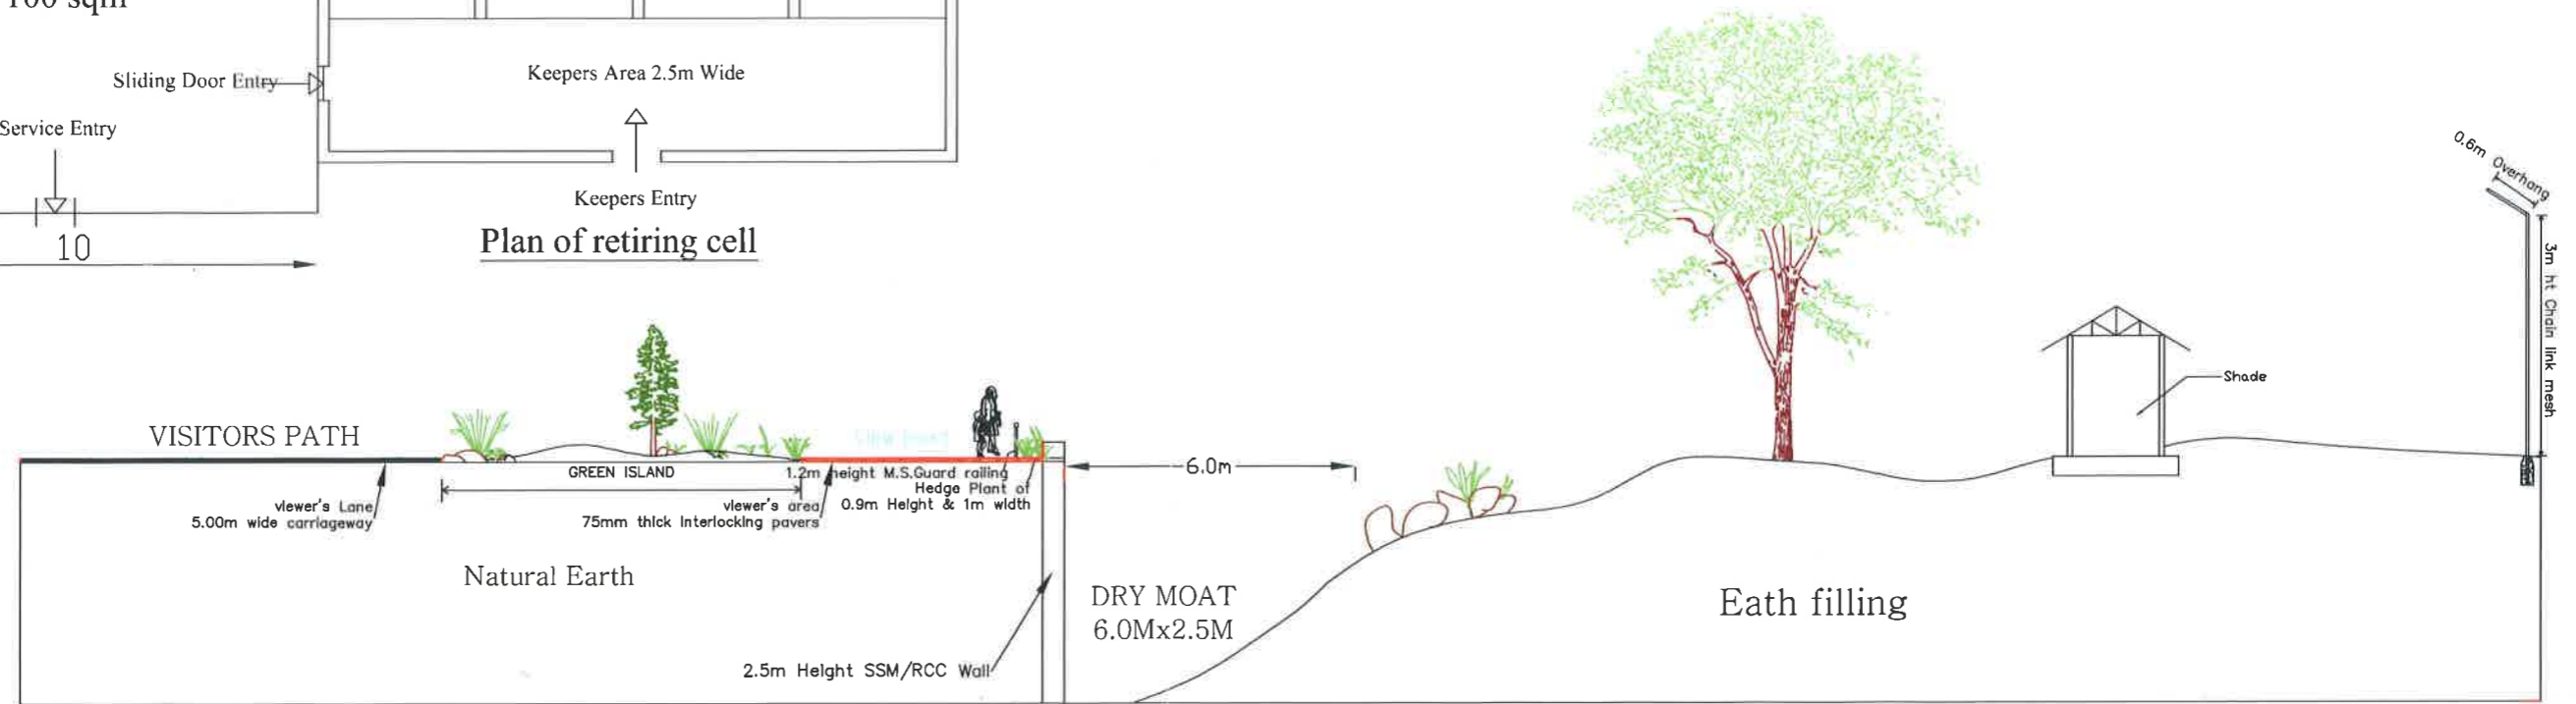 100 sqm
Sliding Door Entry
Keepers Area 2.5m Wide
Service Entry
Keepers Entry
10
Plan of retiring cell
0.6m Overhang
3m ht Chain link mesh
Shade
VISITORS PATH
GREEN ISLAND
1.2m height M.S.Guard railing
Hedge Plant of
0.9m Height & 1m width
viewer's Lane
5.00m wide carriageway
viewer's area
75mm thick Interlocking pavers
6.0m
Natural Earth
DRY MOAT
6.0Mx2.5M
Eath filling
2.5m Height SSM/RCC Wall